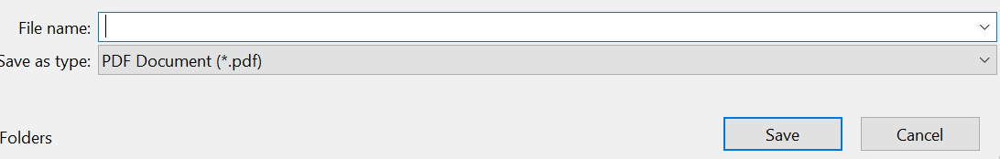 File name:
Save as type: PDF Document (*.pdf)
Folders Save Cancel